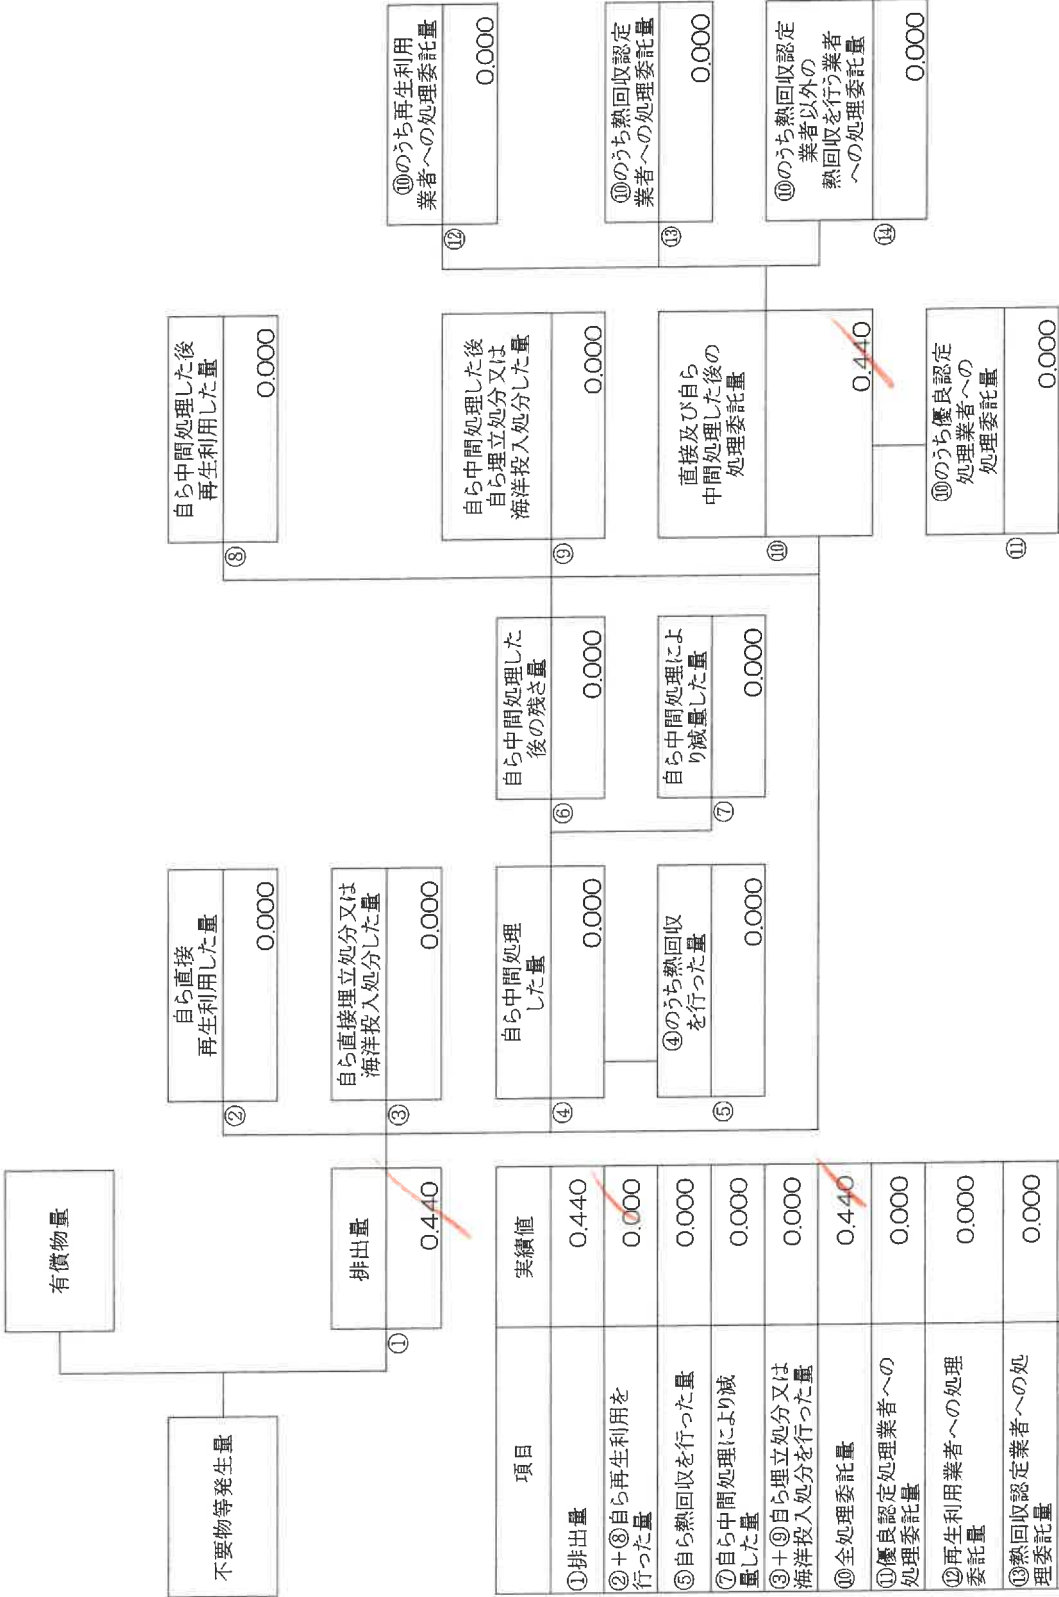 不要物等発生量
有償物量
排出量
①
0.440
自ら直接
再生利用した量
②
0.000
自ら直接埋立処分又は
海洋投入処分した量
③
0.000
自ら中間処理
した量
④
0.000
④のうち熱回収
を行った量
⑤
0.000
自ら中間処理した
後の残さ量
⑥
0.000
自ら中間処理によ
り減量した量
⑦
0.000
自ら中間処理した後
再生利用した量
⑧
0.000
自ら中間処理した後
自ら埋立処分又は
海洋投入処分した量
⑨
0.000
直接及び自ら
中間処理した後の
処理委託量
⑩
0.440
⑩のうち優良認定
処理業者への
処理委託量
⑪
0.000
⑩のうち再生利用
業者への処理委託量
⑫
0.000
⑩のうち熱回収認定
業者への処理委託量
⑬
0.000
⑩のうち熱回収認定
業者以外の
熱回収を行う業者
への処理委託量
⑭
0.000
項目 実績値
①排出量 0.440
②+⑧自ら再生利用を
行った量 0.000
⑤自ら熱回収を行った量 0.000
⑦自ら中間処理により減
量した量 0.000
③+⑨自ら埋立処分又は
海洋投入処分を行った量 0.000
⑩全処理委託量 0.440
⑪優良認定処理業者への
処理委託量 0.000
⑫再生利用業者への処理
委託量 0.000
⑬熱回収認定業者への処
理委託量 0.000